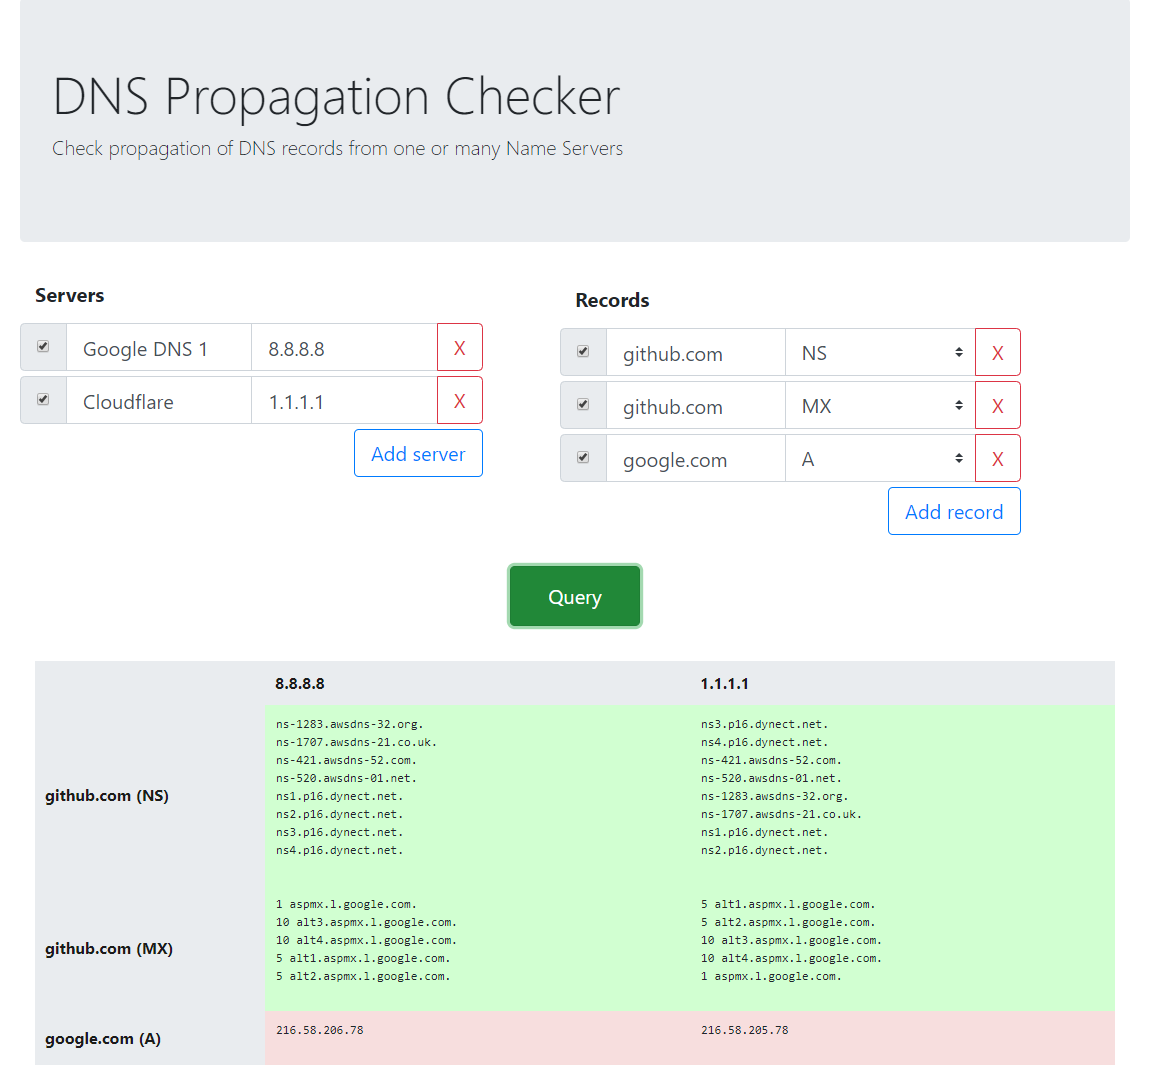 DNS Propagation Checker
Check propagation of DNS records from one or many Name Servers
Servers
Google DNS 1 8.8.8.8 X
Cloudflare 1.1.1.1 X
Add server
Records
github.com NS X
github.com MX X
google.com A X
Add record
Query
8.8.8.8 1.1.1.1
github.com (NS)
ns-1283.awsdns-32.org.
ns-1707.awsdns-21.co.uk.
ns-421.awsdns-52.com.
ns-520.awsdns-01.net.
ns1.p16.dynect.net.
ns2.p16.dynect.net.
ns3.p16.dynect.net.
ns4.p16.dynect.net.
ns3.p16.dynect.net.
ns4.p16.dynect.net.
ns-421.awsdns-52.com.
ns-520.awsdns-01.net.
ns-1283.awsdns-32.org.
ns-1707.awsdns-21.co.uk.
ns1.p16.dynect.net.
ns2.p16.dynect.net.
github.com (MX)
1 aspmx.l.google.com.
10 alt3.aspmx.l.google.com.
10 alt4.aspmx.l.google.com.
5 alt1.aspmx.l.google.com.
5 alt2.aspmx.l.google.com.
5 alt1.aspmx.l.google.com.
5 alt2.aspmx.l.google.com.
10 alt3.aspmx.l.google.com.
10 alt4.aspmx.l.google.com.
1 aspmx.l.google.com.
google.com (A)
216.58.206.78
216.58.205.78